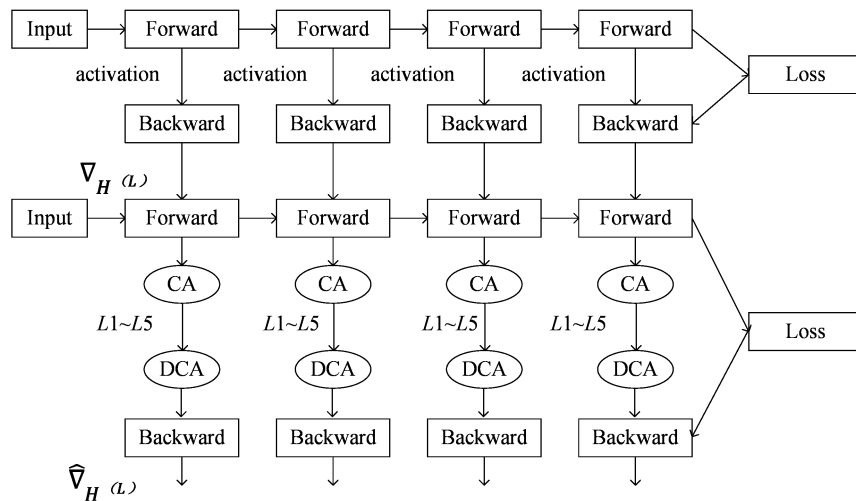 Input Forward Forward Forward Forward
activation activation activation activation
Loss
Backward Backward Backward Backward
∇H (L)
Input Forward Forward Forward Forward
CA CA CA CA
L1~L5 L1~L5 L1~L5 L1~L5
Loss
DCA DCA DCA DCA
Backward Backward Backward Backward
∇̂H (L)